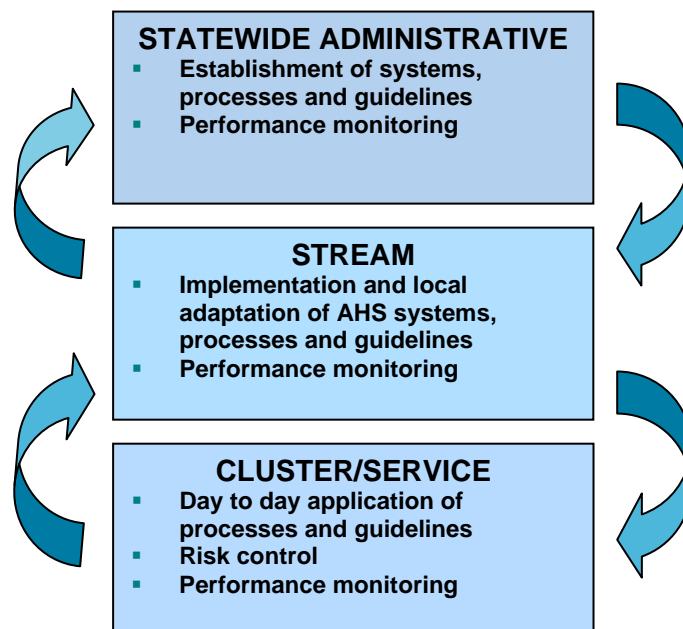 STATEWIDE ADMINISTRATIVE
▪ Establishment of systems,
processes and guidelines
▪ Performance monitoring
STREAM
▪ Implementation and local
adaptation of AHS systems,
processes and guidelines
▪ Performance monitoring
CLUSTER/SERVICE
▪ Day to day application of
processes and guidelines
▪ Risk control
▪ Performance monitoring